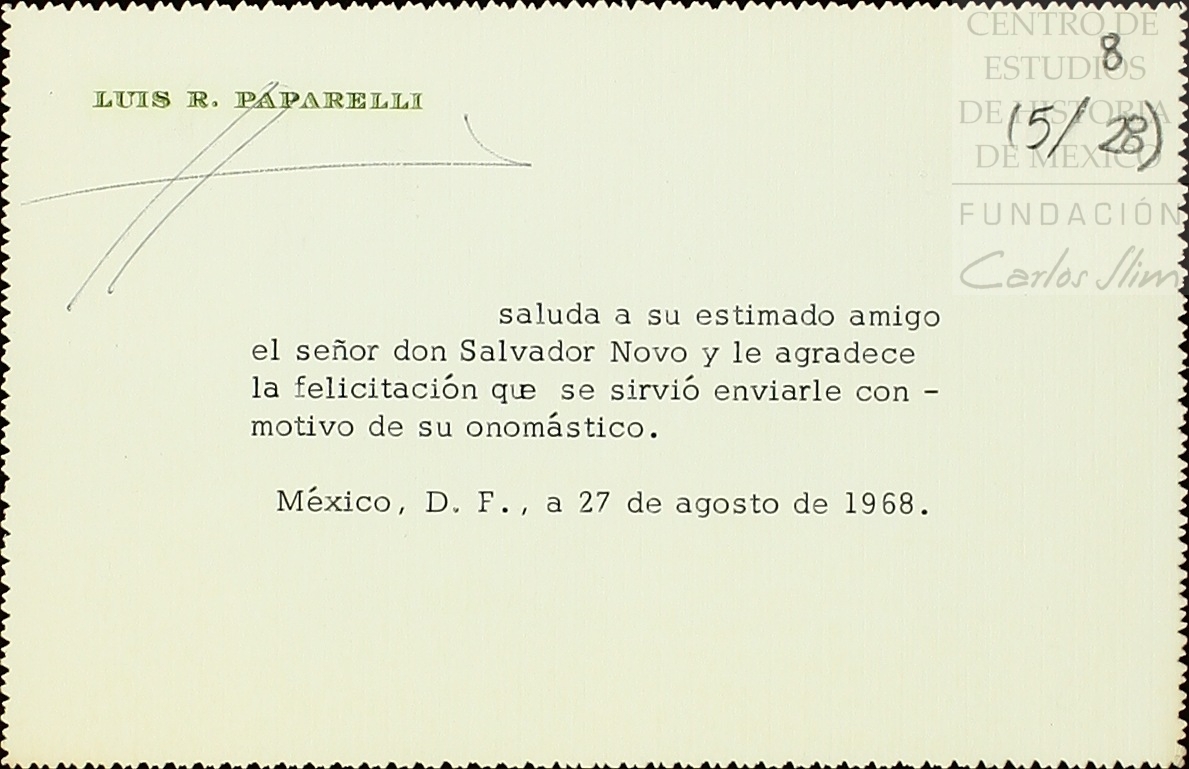 CENTRO DE
ESTUDIOS
DE HISTORIA
DE MÉXICO
FUNDACIÓN
Carlos Slim
8
(5/28)
LUIS R. PAPARELLI
saluda a su estimado amigo
el señor don Salvador Novo y le agradece
la felicitación que se sirvió enviarle con -
motivo de su onomástico.
México, D. F., a 27 de agosto de 1968.